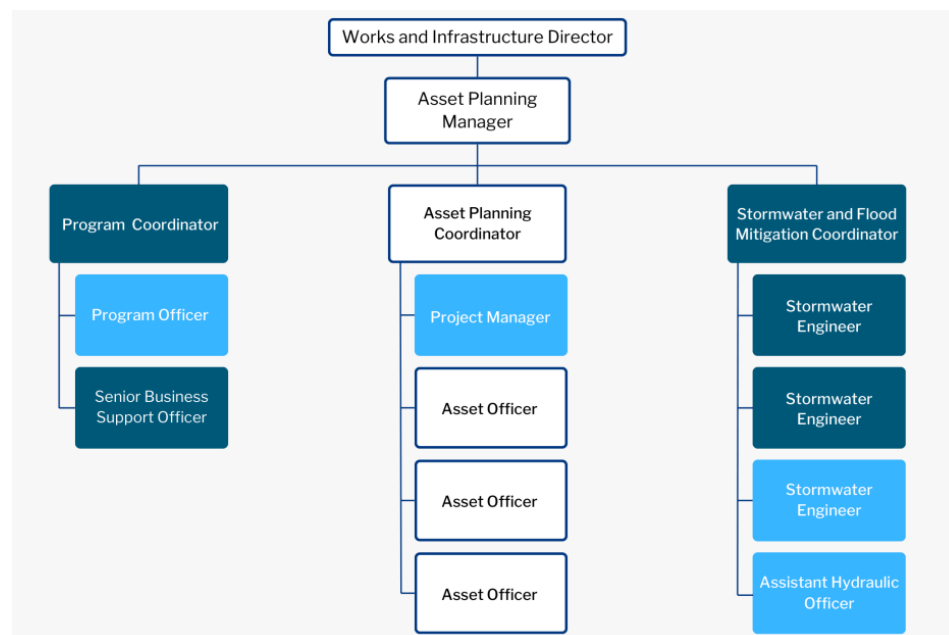 Works and Infrastructure Director
Asset Planning
Manager
Program Coordinator
Asset Planning
Coordinator
Stormwater and Flood
Mitigation Coordinator
Program Officer
Senior Business
Support Officer
Project Manager
Asset Officer
Asset Officer
Asset Officer
Stormwater
Engineer
Stormwater
Engineer
Stormwater
Engineer
Assistant Hydraulic
Officer